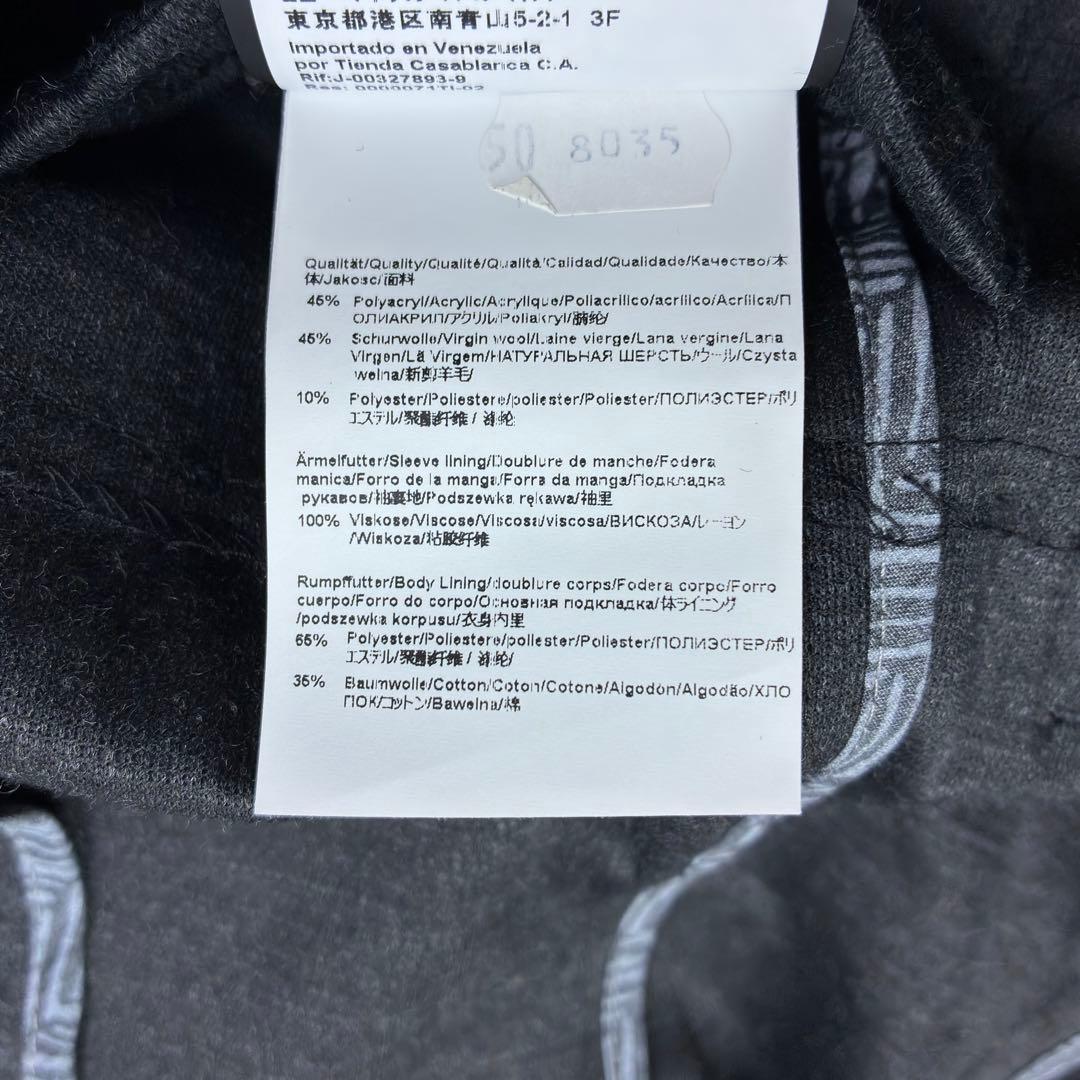 東京都港区南青山5-2-1 3F
Importado en Venezuela
por Tienda Casablanca C.A.
Rif:J-00327893-9
50 8035
Qualität/Quality/Qualité/Qualità/Calidad/Qualidade/Качество/本
体/Jakosc/面料
45% Polyacryl/Acrylic/Acrylique/Poliacrilico/acrilico/Acrílica/П
ОЛИАКРИЛ/アクリル/Poliakryl/腈纶/
45% Schurwolle/Virgin wool/Laine vierge/Lana vergine/Lana
Virgen/Lã Virgem/НАТУРАЛЬНАЯ ШЕРСТЬ/ウール/Czysta
welna/新剪羊毛/
10% Polyester/Poliestere/poliester/Poliester/ПОЛИЭСТЕР/ポリ
エステル/聚酯纤维 / 涤纶/
Ärmelfutter/Sleeve lining/Doublure de manche/Fodera
manica/Forro de la manga/Forra da manga/Подкладка
рукавов/袖裏地/Podszewka rękawa/袖里
100% Viskose/Viscose/Viscosa/viscosa/ВИСКОЗА/レーヨン
/Wiskoza/粘胶纤维
Rumpffutter/Body Lining/doublure corps/Fodera corpo/Forro
cuerpo/Forro do corpo/Основная подкладка/体ライニング
/podszewka korpusu/衣身内里
65% Polyester/Poliestere/poliester/Poliester/ПОЛИЭСТЕР/ポリ
エステル/聚酯纤维 / 涤纶/
35% Baumwolle/Cotton/Coton/Cotone/Algodón/Algodão/ХЛО
ПОК/コットン/Bawelna/棉